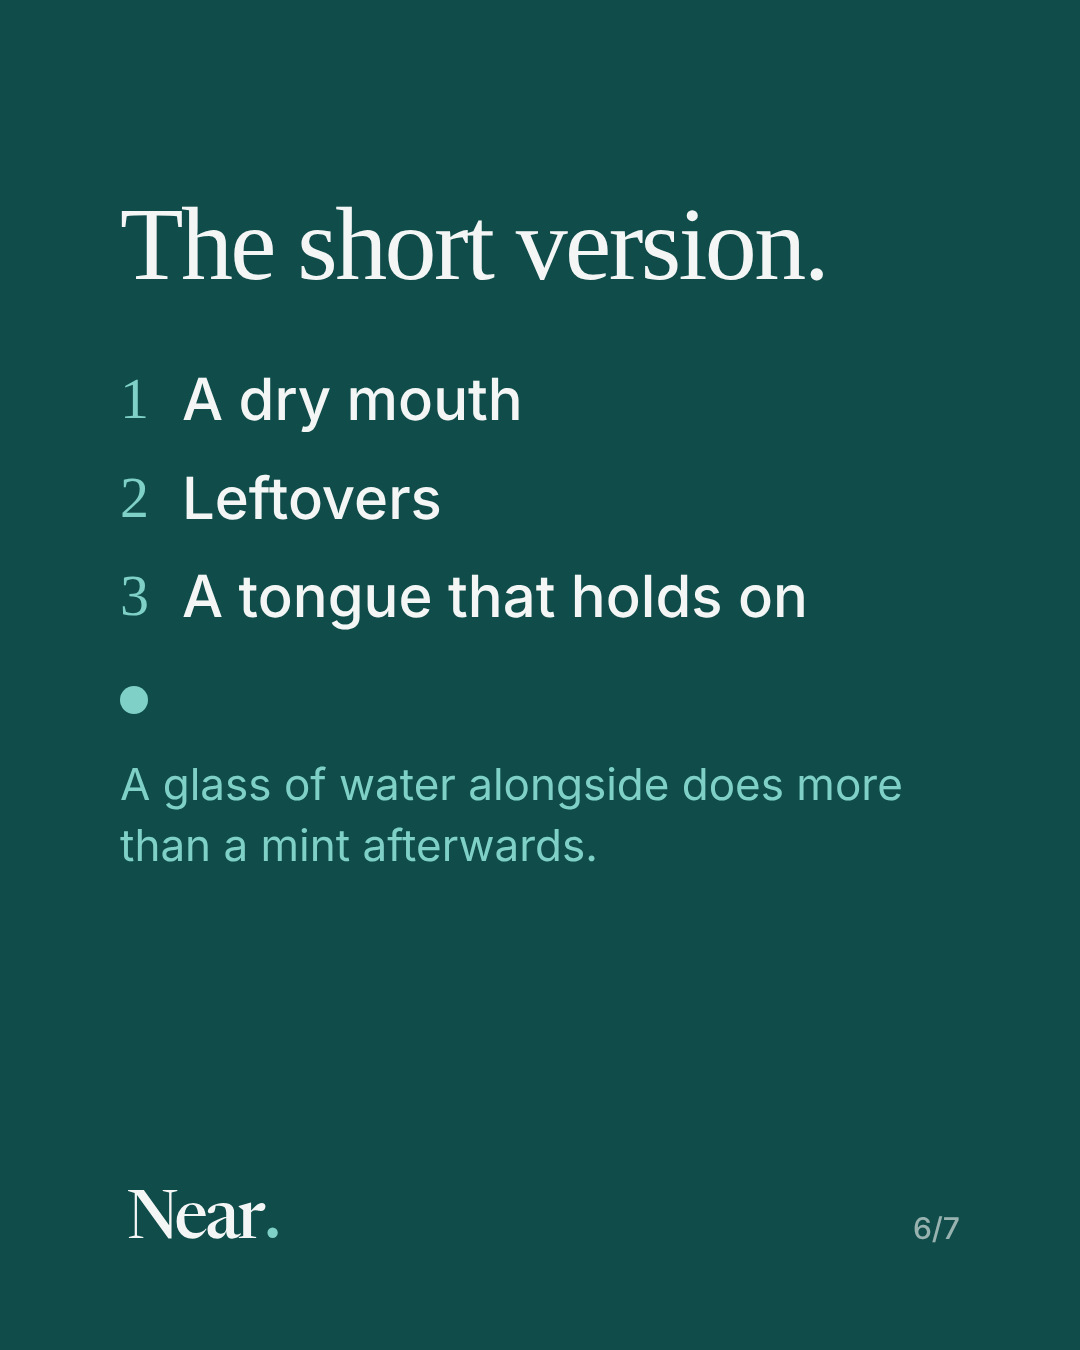 The short version.
1 A dry mouth
2 Leftovers
3 A tongue that holds on
A glass of water alongside does more
than a mint afterwards.
Near.
6/7